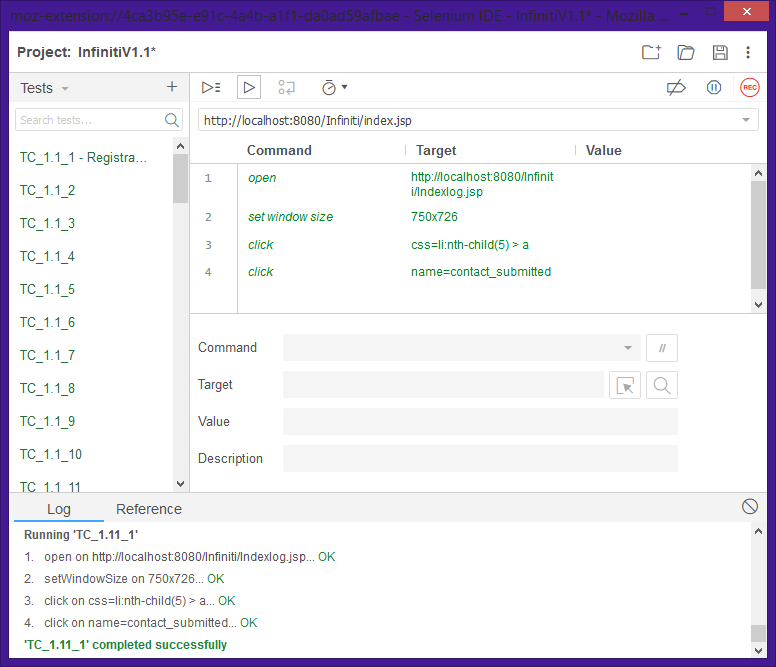 moz-extension://4ca3b95e-e91c-4a4b-a1f1-da0ad59afbae - Selenium IDE - InfinitiV1.1* - Mozilla ...
Project: InfinitiV1.1*
Tests
Search tests...
TC_1.1_1 - Registra...
TC_1.1_2
TC_1.1_3
TC_1.1_4
TC_1.1_5
TC_1.1_6
TC_1.1_7
TC_1.1_8
TC_1.1_9
TC_1.1_10
TC_1.1_11
REC
http://localhost:8080/Infiniti/index.jsp
Command Target Value
1 open http://localhost:8080/Infinit
i/Indexlog.jsp
2 set window size 750x726
3 click css=li:nth-child(5) > a
4 click name=contact_submitted
Command //
Target
Value
Description
Log Reference
Running 'TC_1.11_1'
1. open on http://localhost:8080/Infiniti/Indexlog.jsp... OK
2. setWindowSize on 750x726... OK
3. click on css=li:nth-child(5) > a... OK
4. click on name=contact_submitted... OK
'TC_1.11_1' completed successfully